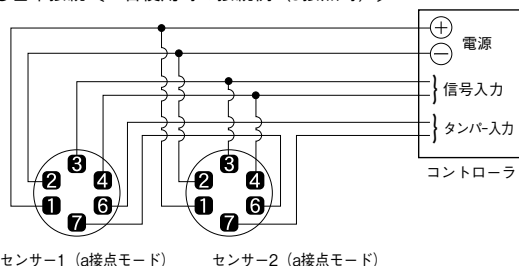 ⊕
⊖
電源
信号入力
タンパー入力
コントローラ
3
2
4
1
6
7
3
2
4
1
6
7
センサー1（a接点モード）
センサー2（a接点モード）